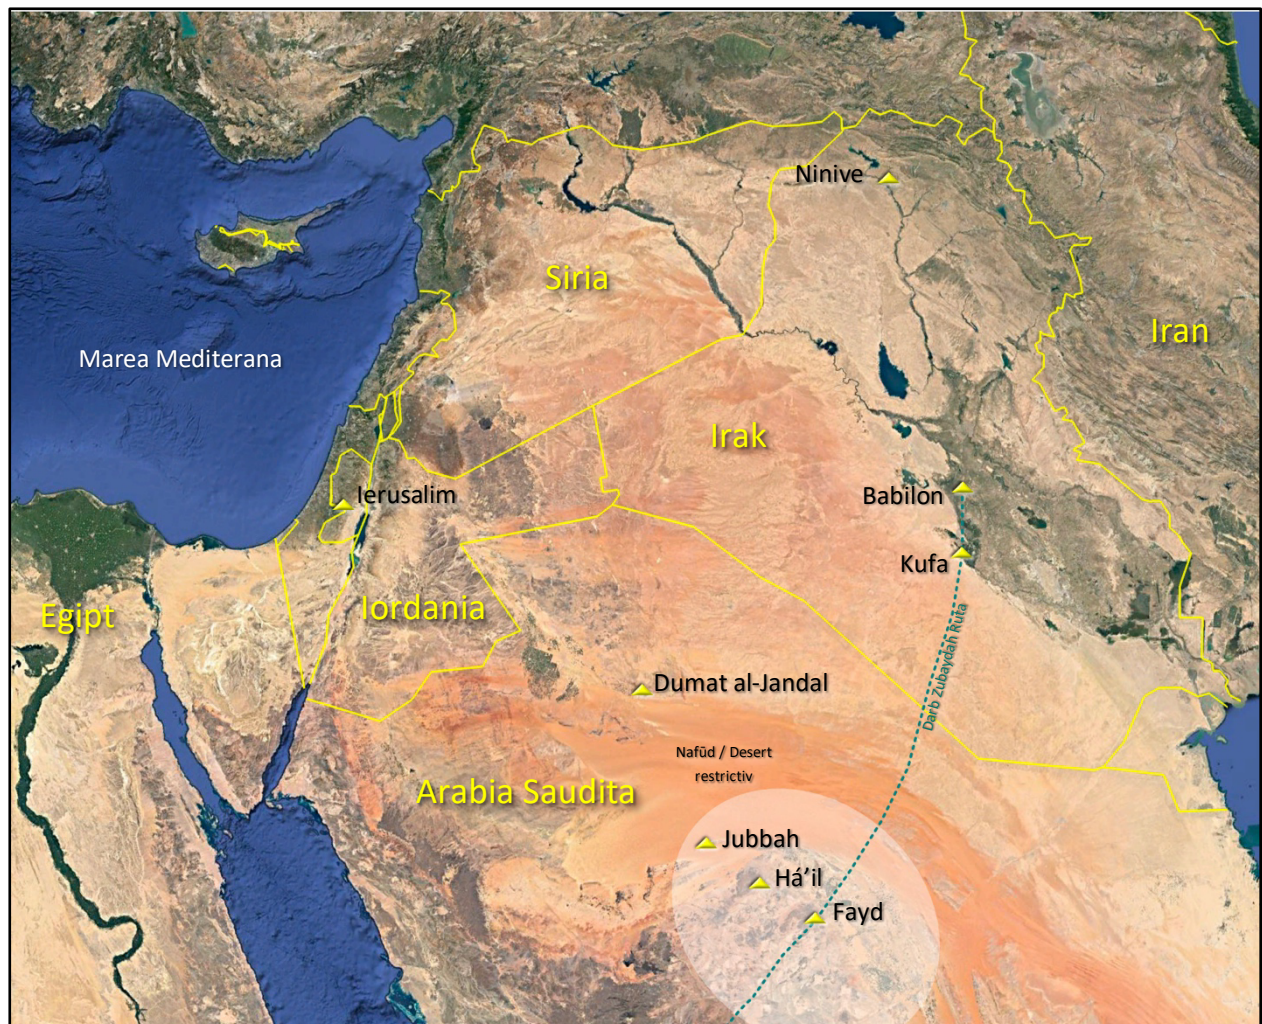 Ninive
Siria
Iran
Marea Mediterana
Irak
Ierusalim
Babilon
Kufa
Egipt
Iordania
Darb Zubaydah Ruta
Dumat al-Jandal
Nafūd / Desert
restrictiv
Arabia Saudita
Jubbah
Há’il
Fayd